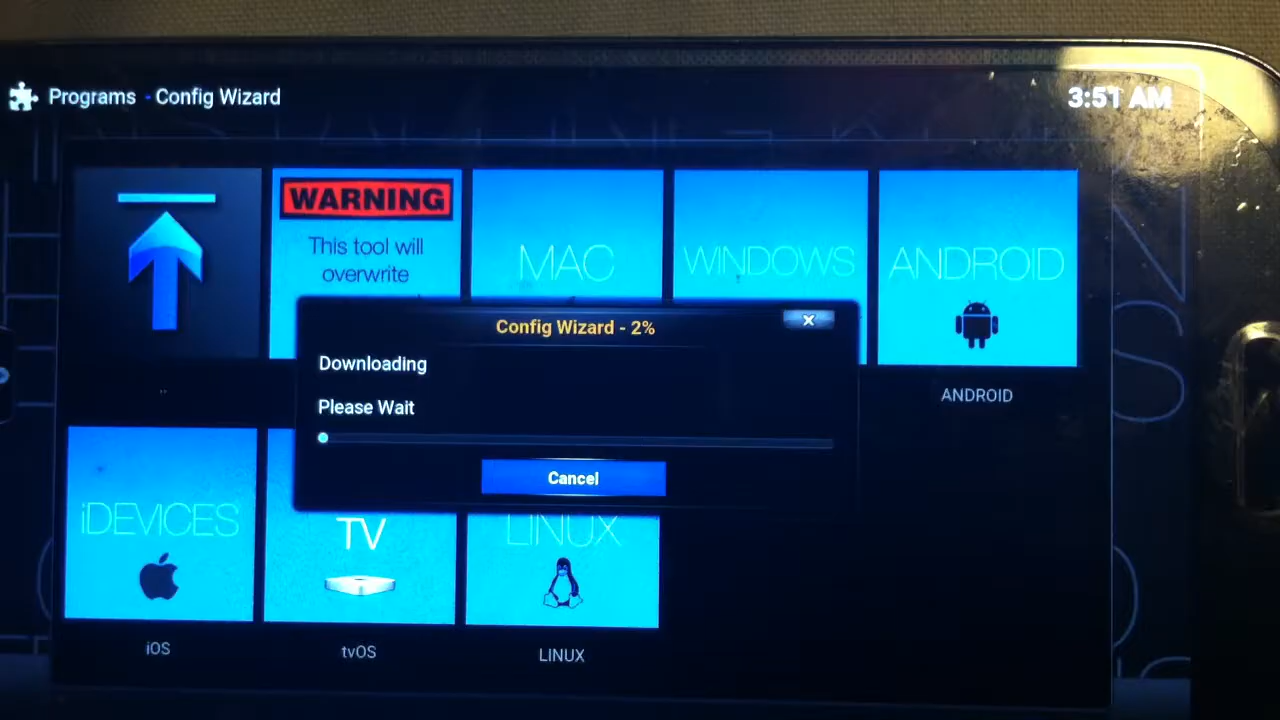 Programs - Config Wizard
3:51 AM
WARNING
This tool will
overwrite
MAC
WINDOWS
ANDROID
Config Wizard - 2%
Downloading
Please Wait
Cancel
ANDROID
iDEVICES
TV
LINUX
iOS
tvOS
LINUX